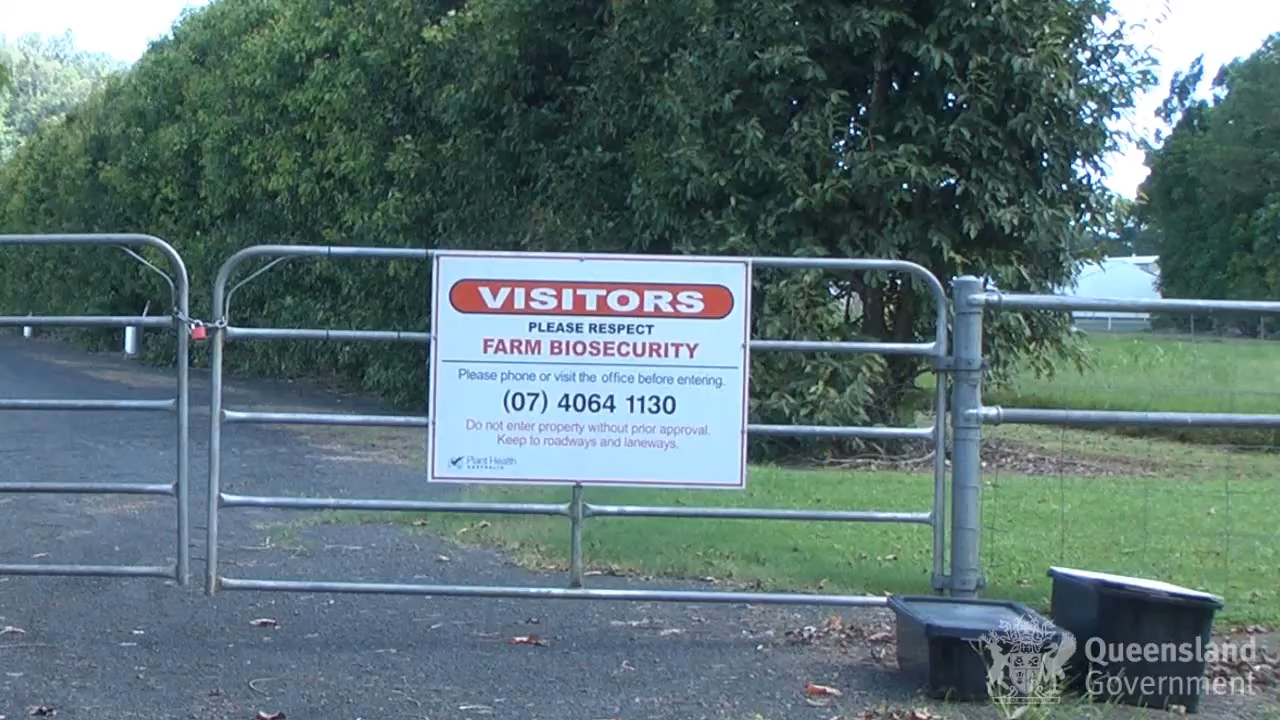 VISITORS
PLEASE RESPECT
FARM BIOSECURITY
Please phone or visit the office before entering.
(07) 4064 1130
Do not enter property without prior approval.
Keep to roadways and laneways.
Plant Health
AUSTRALIA
Queensland
Government